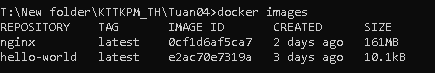 T:\New folder\KTTKPM_TH\Tuan04>docker images
REPOSITORY TAG IMAGE ID CREATED SIZE
nginx latest 0cf1d6af5ca7 2 days ago 161MB
hello-world latest e2ac70e7319a 3 days ago 10.1kB